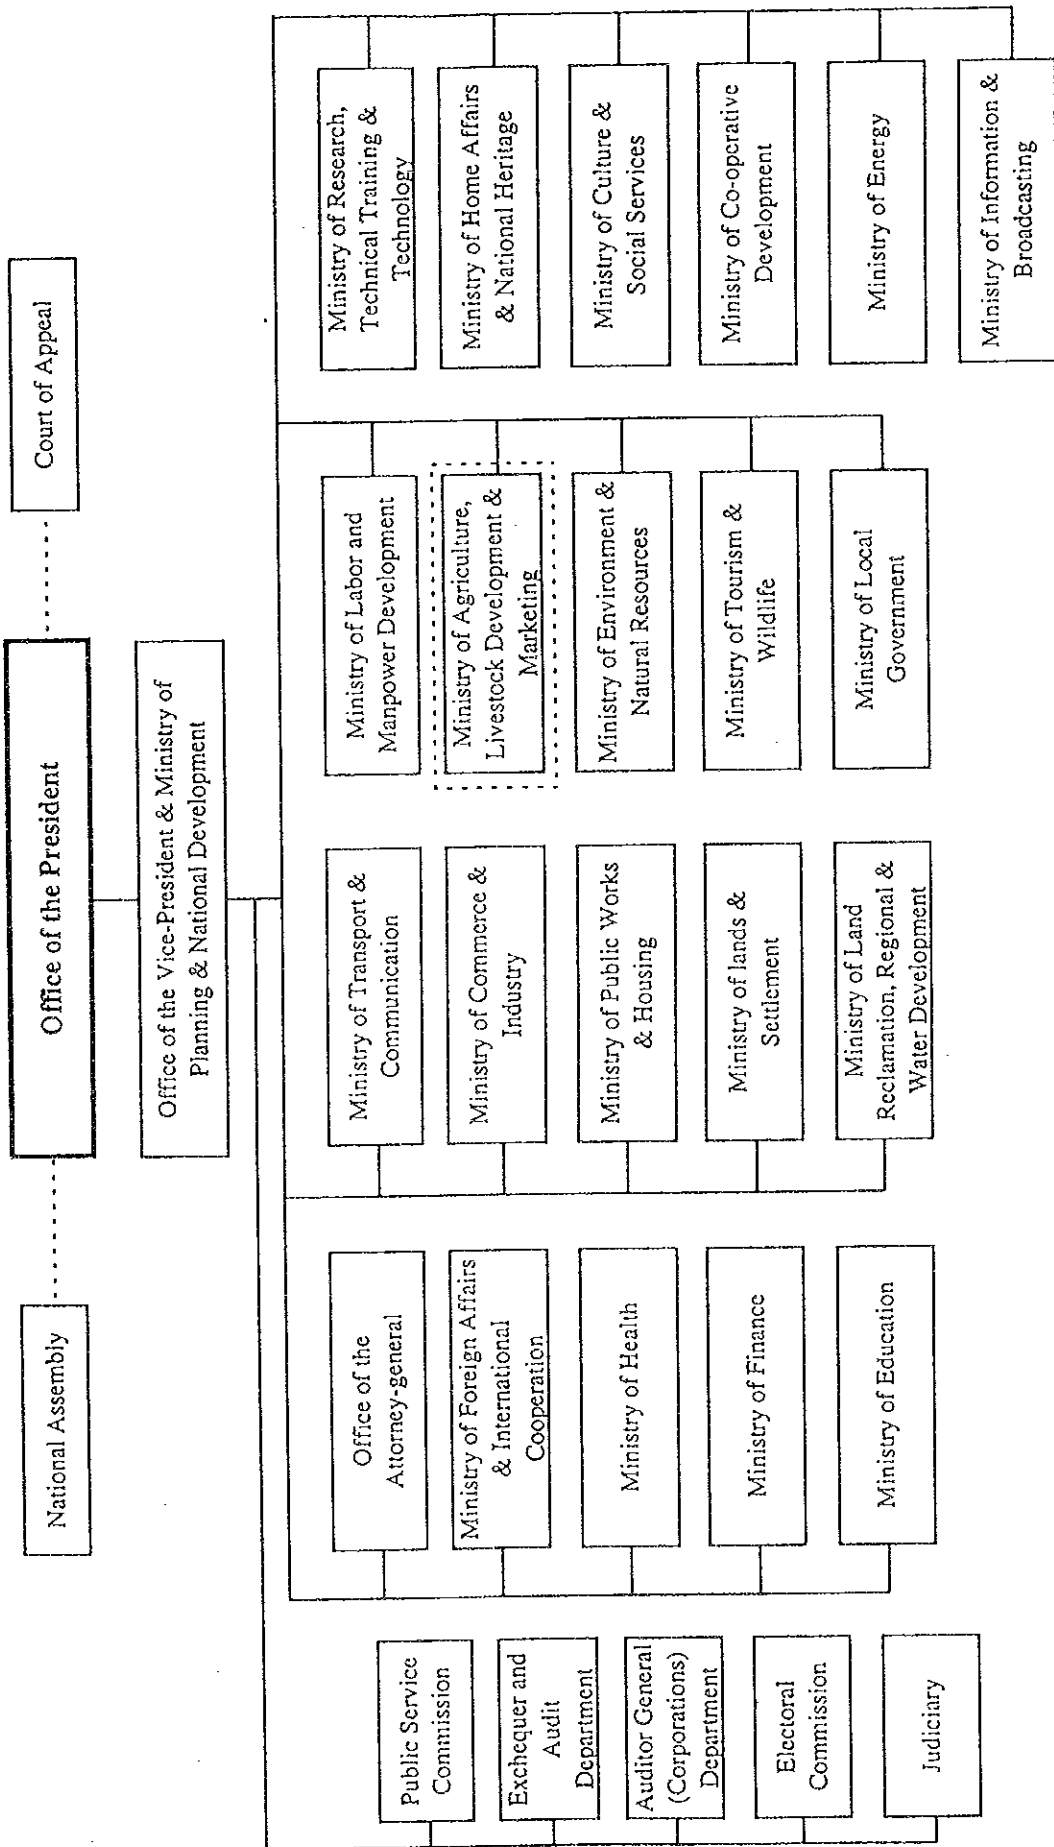 National Assembly
Office of the President
Court of Appeal
Office of the Vice-President & Ministry of
Planning & National Development
Public Service
Commission
Exchequer and
Audit
Department
Auditor General
(Corporations)
Department
Electoral
Commission
Judiciary
Office of the
Attorney-general
Ministry of Foreign Affairs
& International
Cooperation
Ministry of Health
Ministry of Finance
Ministry of Education
Ministry of Transport &
Communication
Ministry of Commerce &
Industry
Ministry of Public Works
& Housing
Ministry of lands &
Settlement
Ministry of Land
Reclamation, Regional &
Water Development
Ministry of Labor and
Manpower Development
Ministry of Agriculture,
Livestock Development &
Marketing
Ministry of Environment &
Natural Resources
Ministry of Tourism &
Wildlife
Ministry of Local
Government
Ministry of Research,
Technical Training &
Technology
Ministry of Home Affairs
& National Heritage
Ministry of Culture &
Social Services
Ministry of Co-operative
Development
Ministry of Energy
Ministry of Information &
Broadcasting